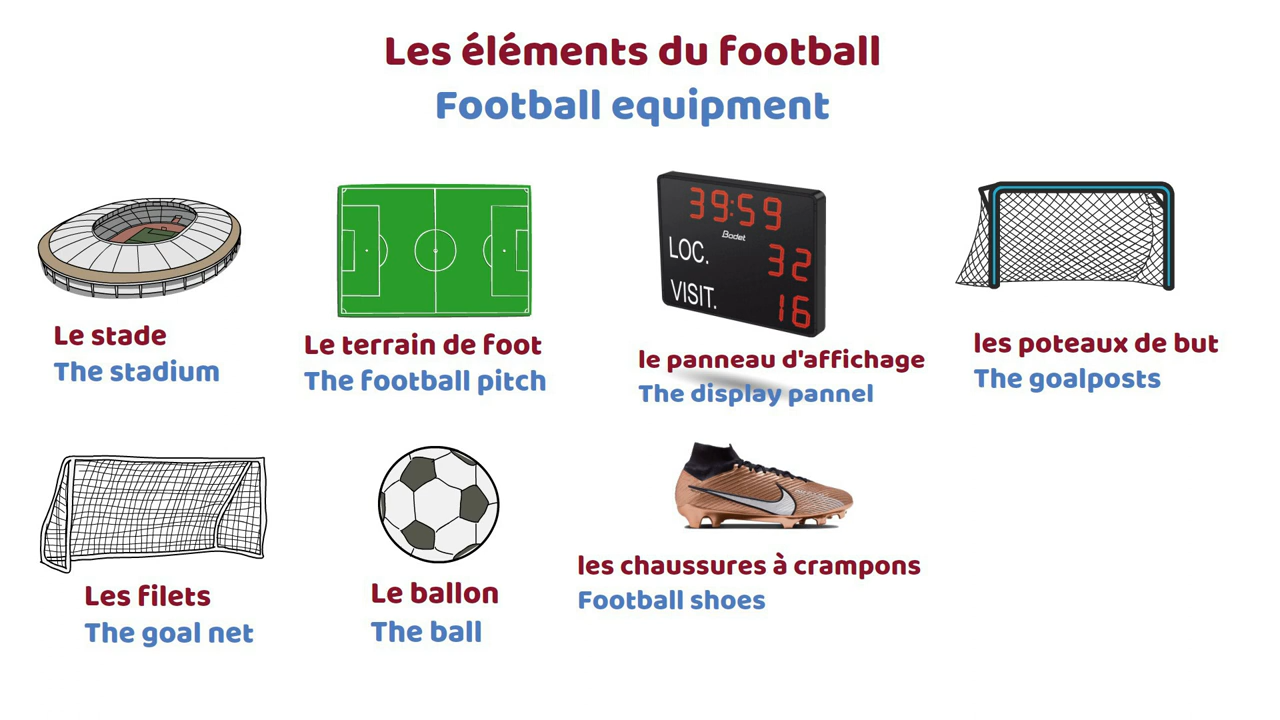 Les éléments du football
Football equipment
39:59
Bodet
LOC. 32
VISIT. 16
Le stade
The stadium
Le terrain de foot
The football pitch
le panneau d'affichage
The display pannel
les poteaux de but
The goalposts
Les filets
The goal net
Le ballon
The ball
les chaussures à crampons
Football shoes